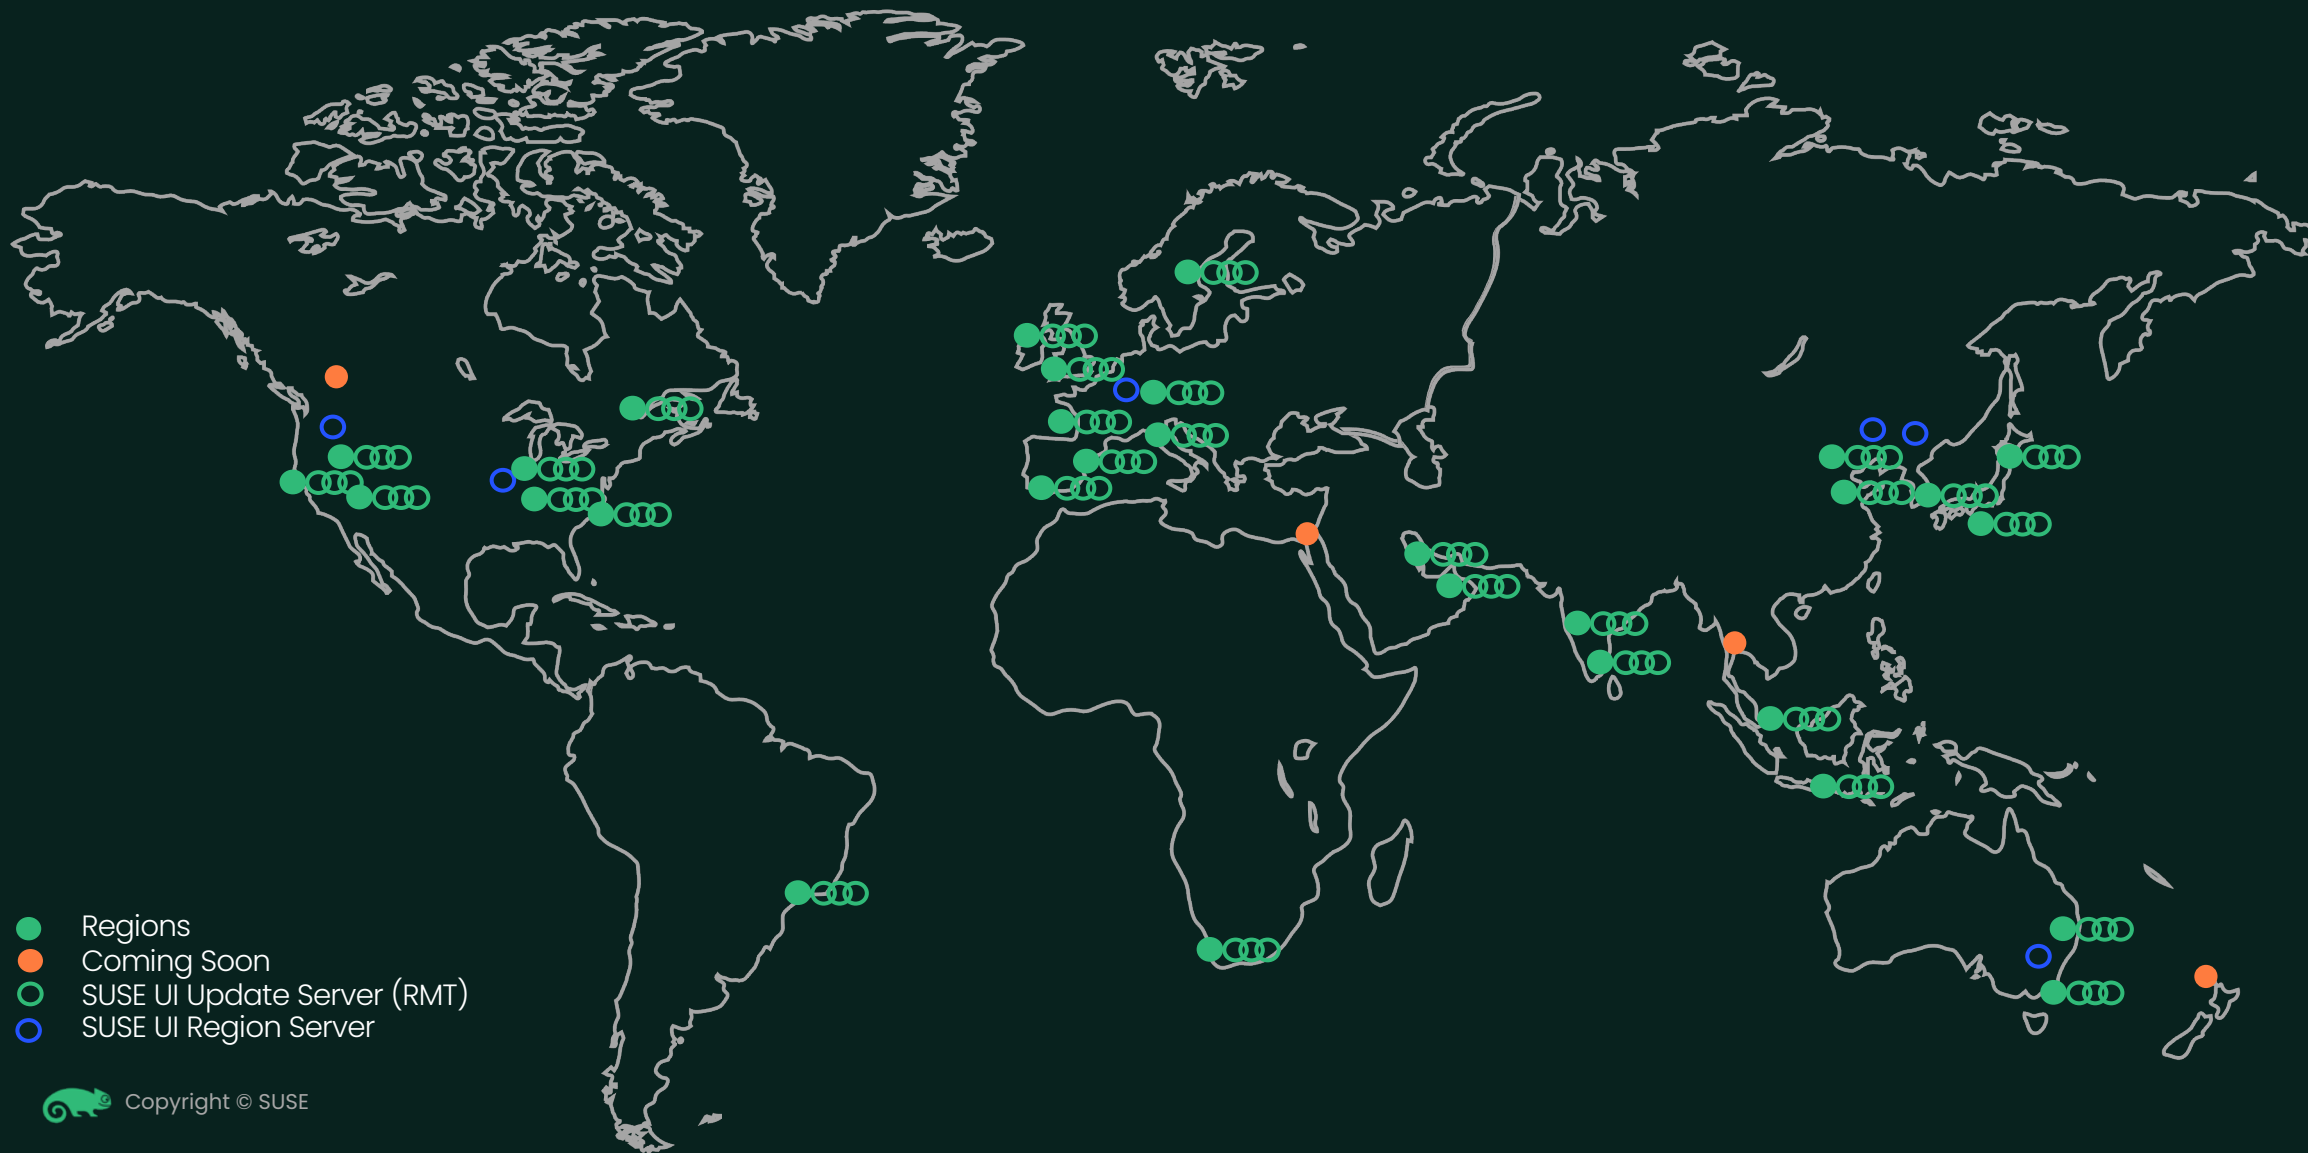 Regions
Coming Soon
SUSE UI Update Server (RMT)
SUSE UI Region Server
Copyright © SUSE